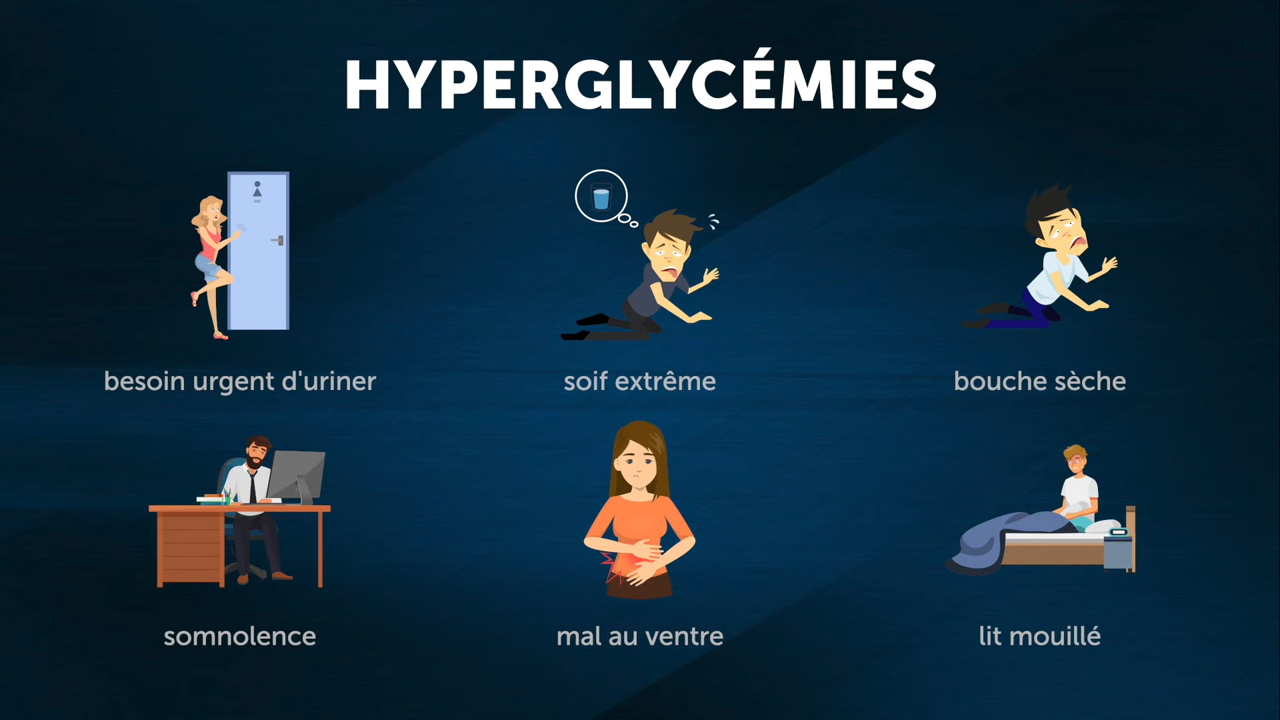 HYPERGLYCÉMIES
besoin urgent d'uriner
soif extrême
bouche sèche
somnolence
mal au ventre
lit mouillé